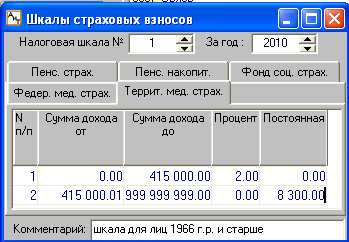 Шкалы страховых взносов
Налоговая шкала № 1 За год : 2010
Пенс. страх. Пенс. накопит. Фонд соц. страх.
Федер. мед. страх. Террит. мед. страх.
N п/п Сумма дохода от Сумма дохода до Процент Постоянная
1 0.00 415 000.00 2.00 0.00
2 415 000.01 999 999 999.00 0.00 8 300.00
Комментарий: шкала для лиц 1966 г.р. и старше